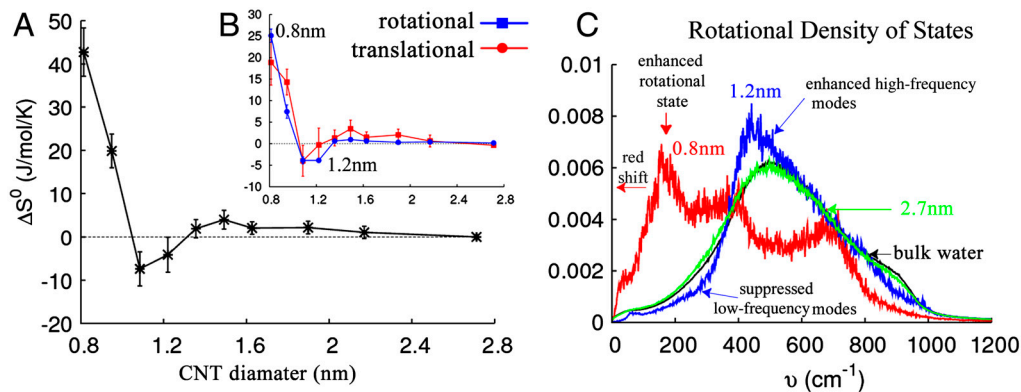 A
ΔS⁰ (J/mol/K)
50
40
30
20
10
0
-10
-20
0.8
1.2
1.6
2
2.4
2.8
CNT diamater (nm)
B
rotational
translational
0.8nm
1.2nm
30
25
20
15
10
5
0
-5
-10
0.8
1.2
1.6
2.0
2.4
2.8
C
Rotational Density of States
0.01
0.008
0.006
0.004
0.002
0
enhanced
rotational
state
1.2nm
enhanced high-frequency
modes
0.8nm
red
shift
2.7nm
bulk water
suppressed
low-frequency modes
0
200
400
600
800
1000
1200
υ (cm⁻¹)